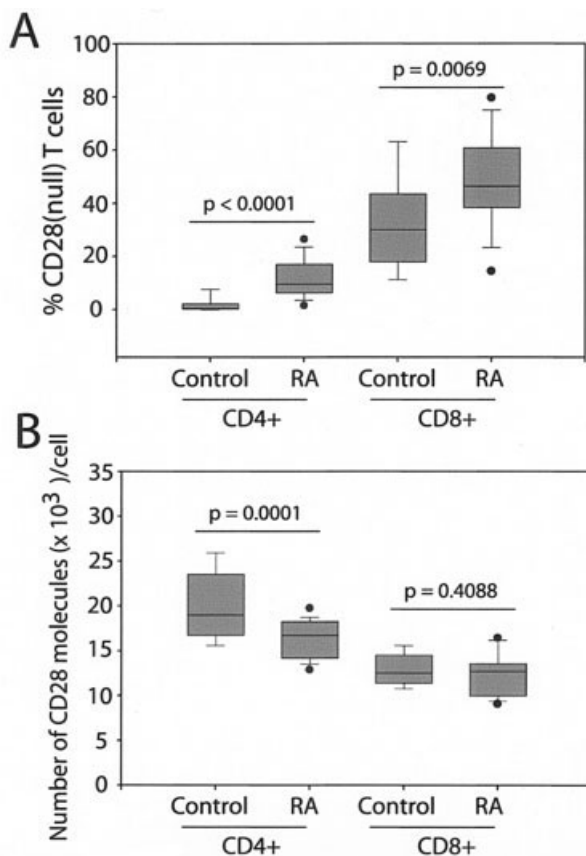 A
% CD28(null) T cells
100
80
60
40
20
0
p < 0.0001
p = 0.0069
Control RA Control RA
CD4+ CD8+
B
Number of CD28 molecules (x 10³ )/cell
35
30
25
20
15
10
5
0
p = 0.0001
p = 0.4088
Control RA Control RA
CD4+ CD8+